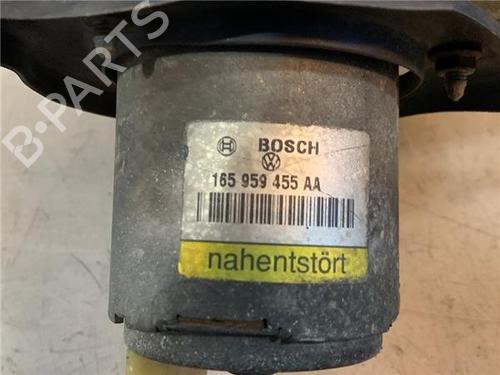 BOSCH
165 959 455 AA
nahentstört
B-PARTS